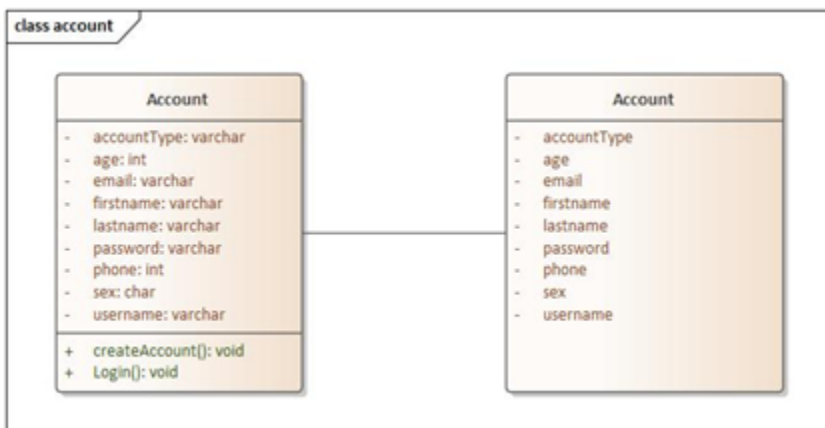 class account
Account
- accountType: varchar
- age: int
- email: varchar
- firstname: varchar
- lastname: varchar
- password: varchar
- phone: int
- sex: char
- username: varchar
+ createAccount(): void
+ Login(): void
Account
- accountType
- age
- email
- firstname
- lastname
- password
- phone
- sex
- username